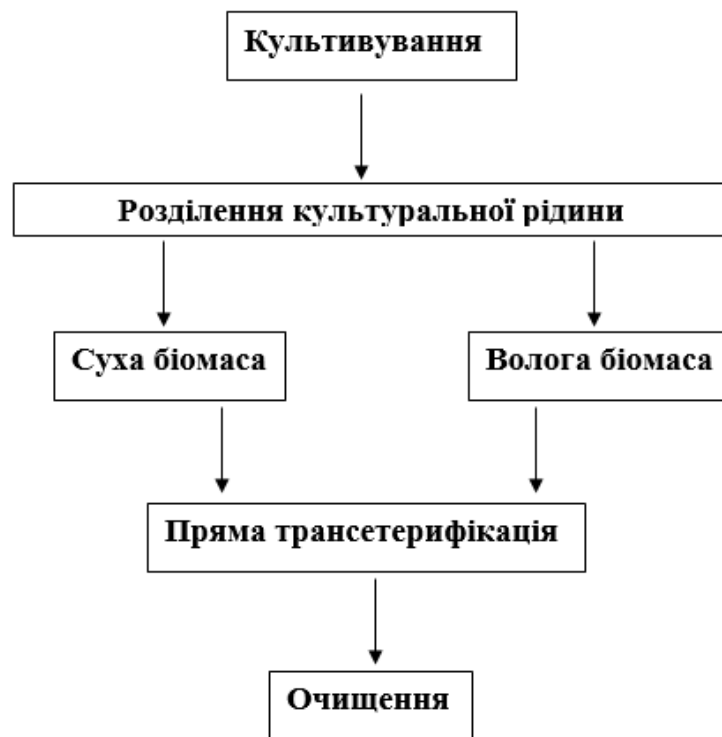 Культивування
Розділення культуральної рідини
Суха біомаса
Волога біомаса
Пряма трансетерифікація
Очищення